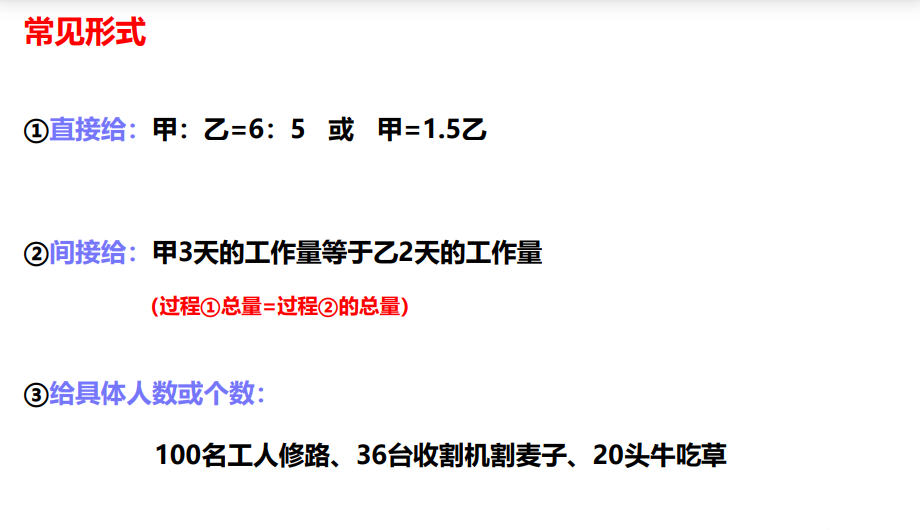 常见形式
①直接给：甲：乙=6：5 或 甲=1.5乙
②间接给：甲3天的工作量等于乙2天的工作量
（过程①总量=过程②的总量）
③给具体人数或个数：
100名工人修路、36台收割机割麦子、20头牛吃草